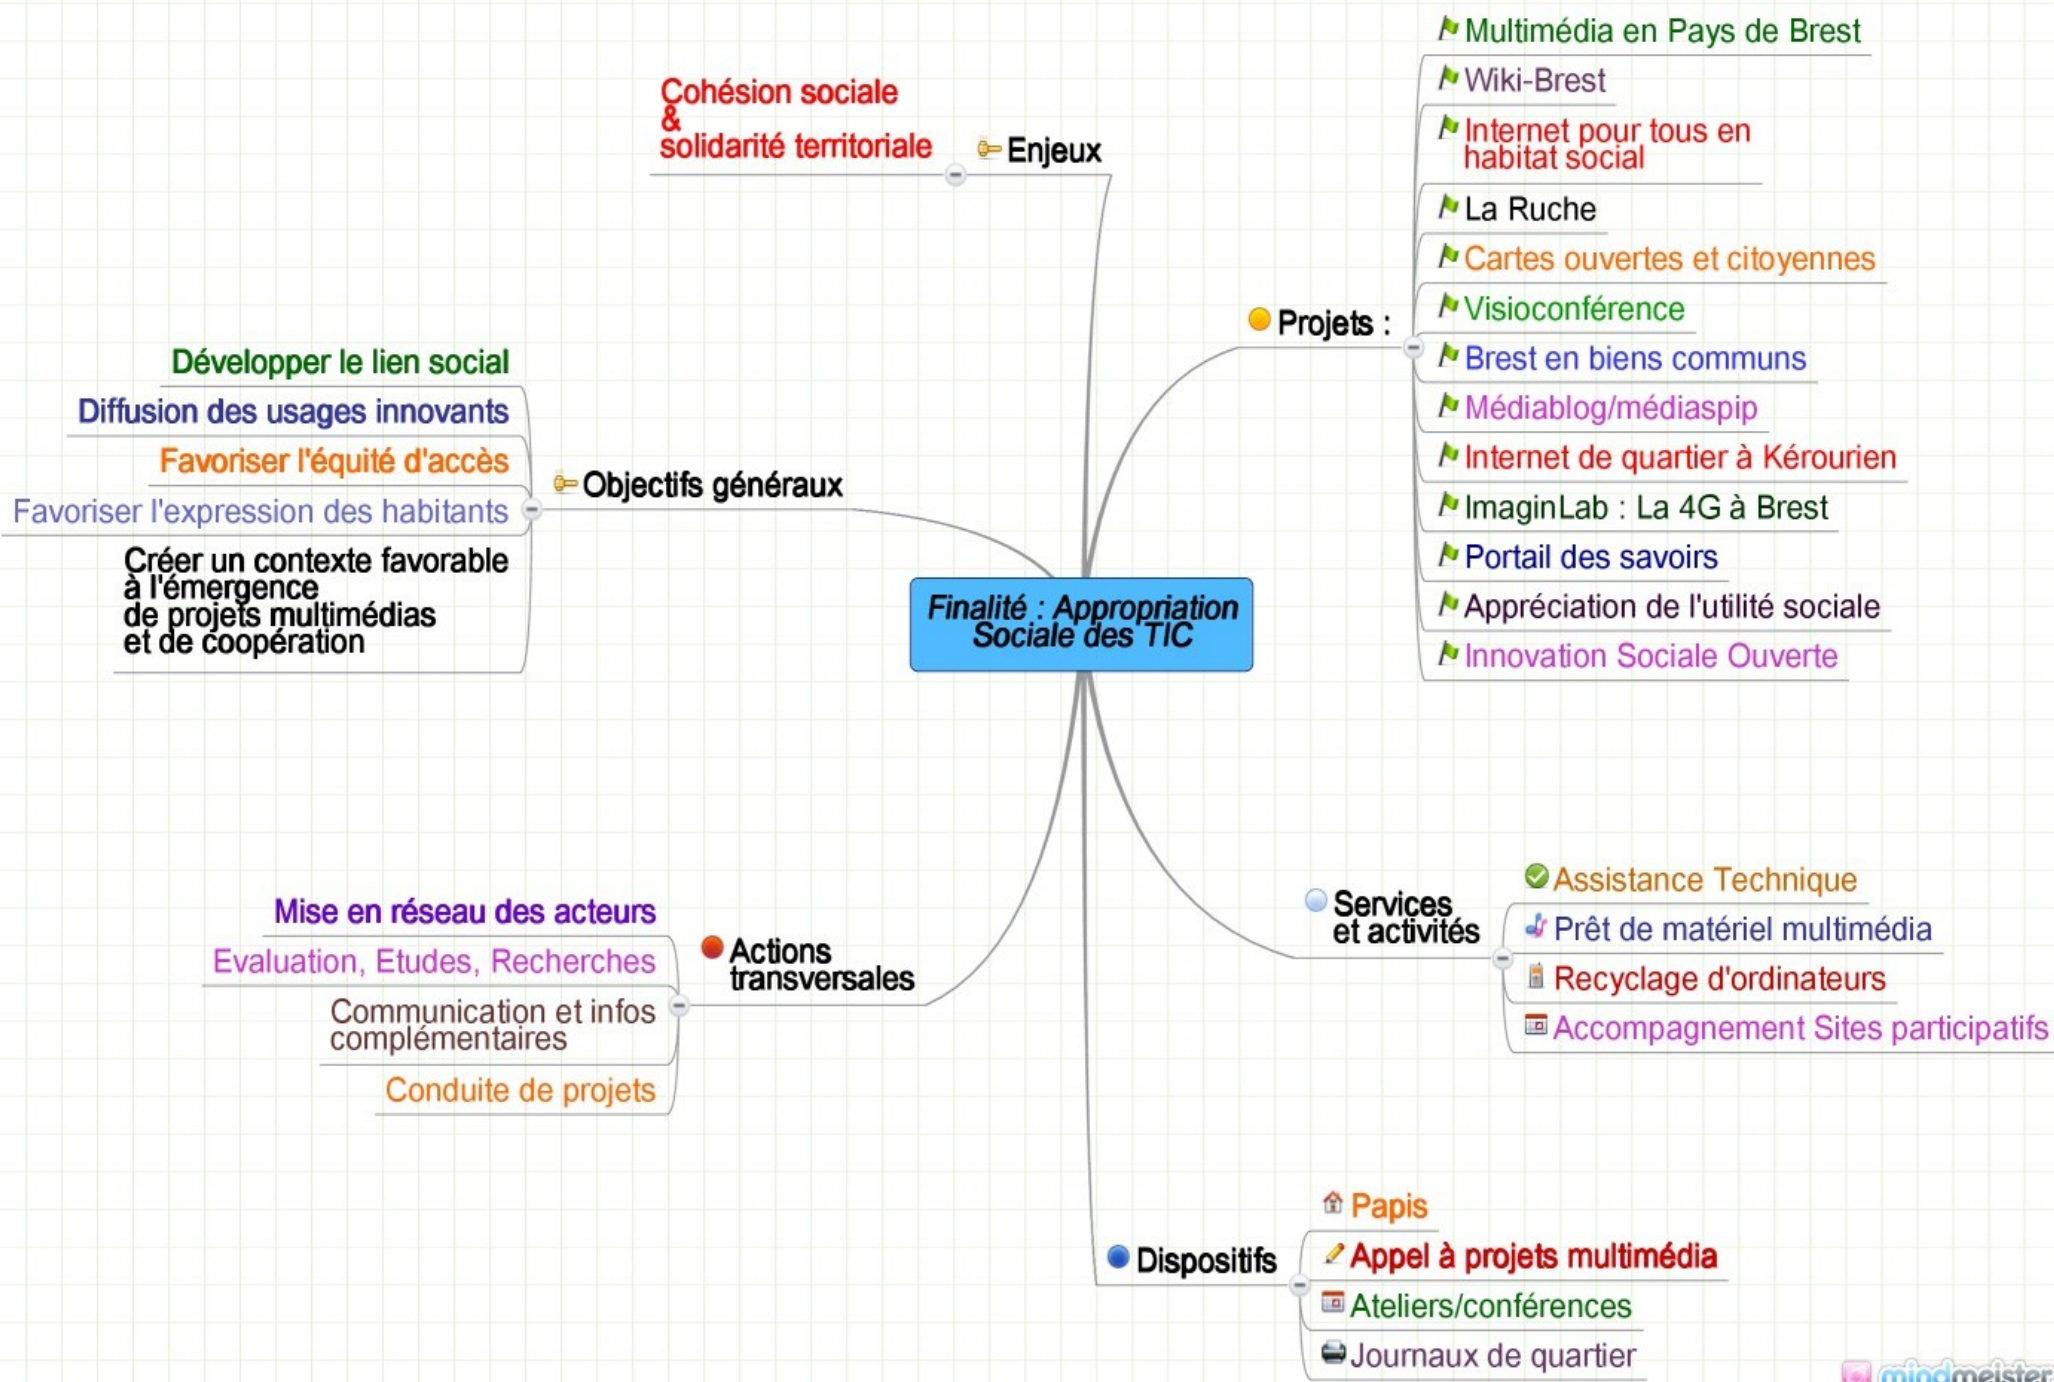 Cohésion sociale
&
solidarité territoriale
Enjeux
Développer le lien social
Diffusion des usages innovants
Favoriser l'équité d'accès
Favoriser l'expression des habitants
Créer un contexte favorable
à l'émergence
de projets multimédias
et de coopération
Objectifs généraux
Finalité : Appropriation
Sociale des TIC
Mise en réseau des acteurs
Evaluation, Etudes, Recherches
Communication et infos
complémentaires
Conduite de projets
Actions
transversales
Projets :
Multimédia en Pays de Brest
Wiki-Brest
Internet pour tous en
habitat social
La Ruche
Cartes ouvertes et citoyennes
Visioconférence
Brest en biens communs
Médiablog/médiaspip
Internet de quartier à Kérourien
ImaginLab : La 4G à Brest
Portail des savoirs
Appréciation de l'utilité sociale
Innovation Sociale Ouverte
Services
et activités
Assistance Technique
Prêt de matériel multimédia
Recyclage d'ordinateurs
Accompagnement Sites participatifs
Dispositifs
Papis
Appel à projets multimédia
Ateliers/conférences
Journaux de quartier
mindmeister